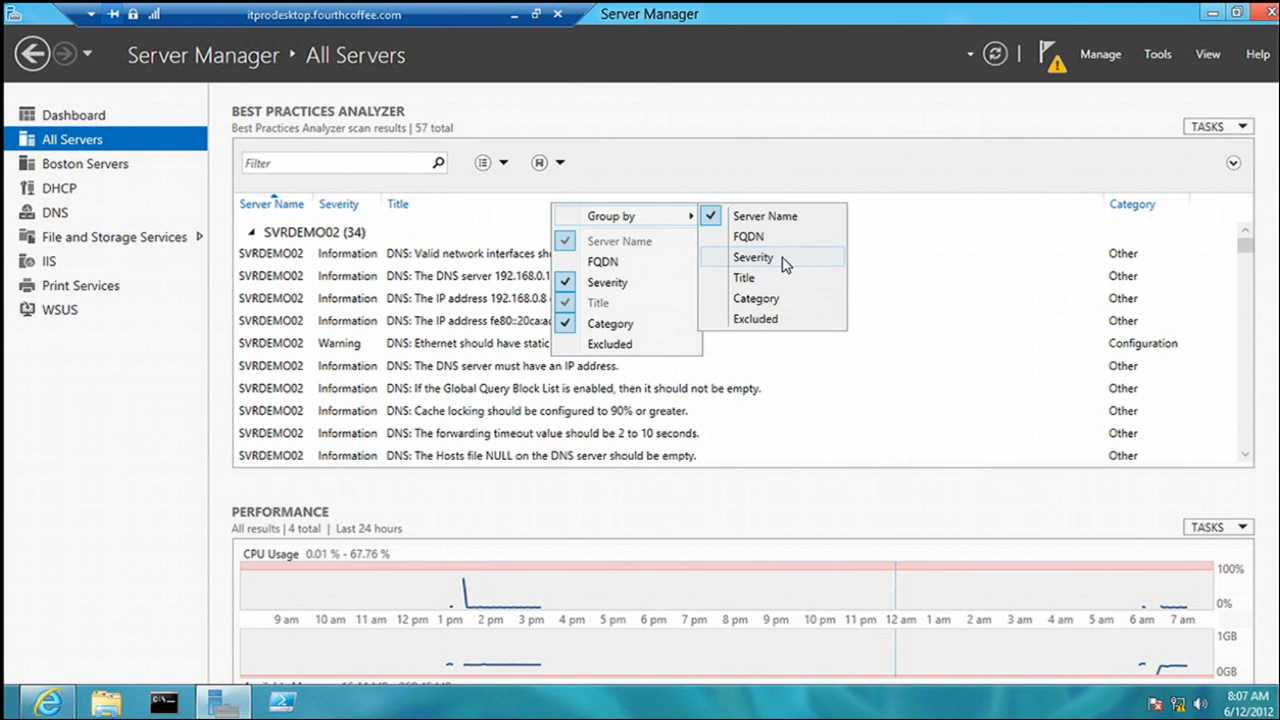 itprodesktop.fourthcoffee.com
Server Manager
Server Manager ‣ All Servers
Manage Tools View Help
Dashboard
All Servers
Boston Servers
DHCP
DNS
File and Storage Services
IIS
Print Services
WSUS
BEST PRACTICES ANALYZER
Best Practices Analyzer scan results | 57 total
TASKS
Filter
Server Name Severity Title Category
SVRDEMO02 (34)
SVRDEMO02 Information DNS: Valid network interfaces Other
SVRDEMO02 Information DNS: The DNS server 192.168.0.1 Other
SVRDEMO02 Information DNS: The IP address 192.168.0.8 Other
SVRDEMO02 Information DNS: The IP address Other
SVRDEMO02 Warning DNS: Ethernet should have static Configuration
SVRDEMO02 Information DNS: The DNS server must have an IP address. Other
SVRDEMO02 Information DNS: If the Global Query Block List is enabled, then it should not be empty. Other
SVRDEMO02 Information DNS: Cache locking should be configured to 90% or greater. Other
SVRDEMO02 Information DNS: The forwarding timeout value should be 2 to 10 seconds. Other
SVRDEMO02 Information DNS: The Hosts file NULL on the DNS server should be empty. Other
Group by
Server Name
FQDN
Severity
Title
Category
Excluded
Server Name
FQDN
Severity
Title
Category
Excluded
PERFORMANCE
All results | 4 total | Last 24 hours
TASKS
CPU Usage 0.01 % - 67.76 %
100%
0%
9 am 10 am 11 am 12 pm 1 pm 2 pm 3 pm 4 pm 5 pm 6 pm 7 pm 8 pm 9 pm 10 pm 11 pm 12 am 1 am 2 am 3 am 4 am 5 am 6 am 7 am
1GB
0GB
8:07 AM
6/12/2012